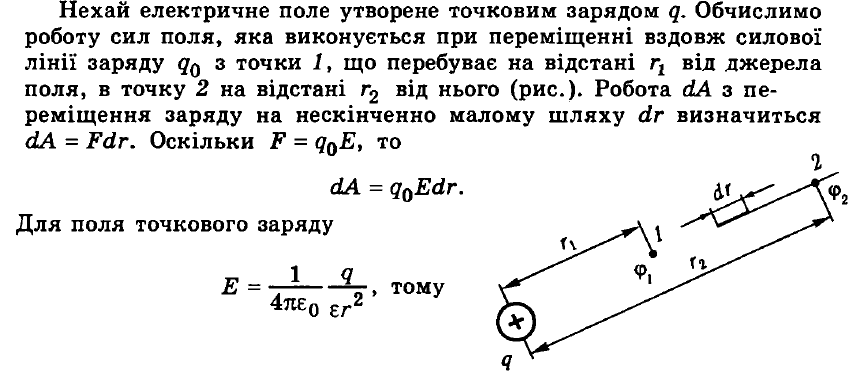 Нехай електричне поле утворене точковим зарядом q. Обчислимо
роботу сил поля, яка виконується при переміщенні вздовж силової
лінії заряду q₀ з точки 1, що перебуває на відстані r₁ від джерела
поля, в точку 2 на відстані r₂ від нього (рис.). Робота dA з пе-
реміщення заряду на нескінченно малому шляху dr визначиться
dA = Fdr. Оскільки F = q₀E, то
dA = q₀Edr.
Для поля точкового заряду
E = 1/(4πε₀) q/(εr²), тому
2
φ₂
dr
1
φ₁
r₁
r₂
+
q